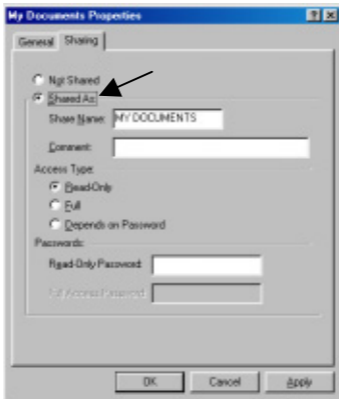 My Documents Properties
General Sharing
Not Shared
Shared As:
Share Name: MY DOCUMENTS
Comment:
Access Type:
Read-Only
Full
Depends on Password
Passwords:
Read-Only Password:
Full Access Password:
OK Cancel Apply